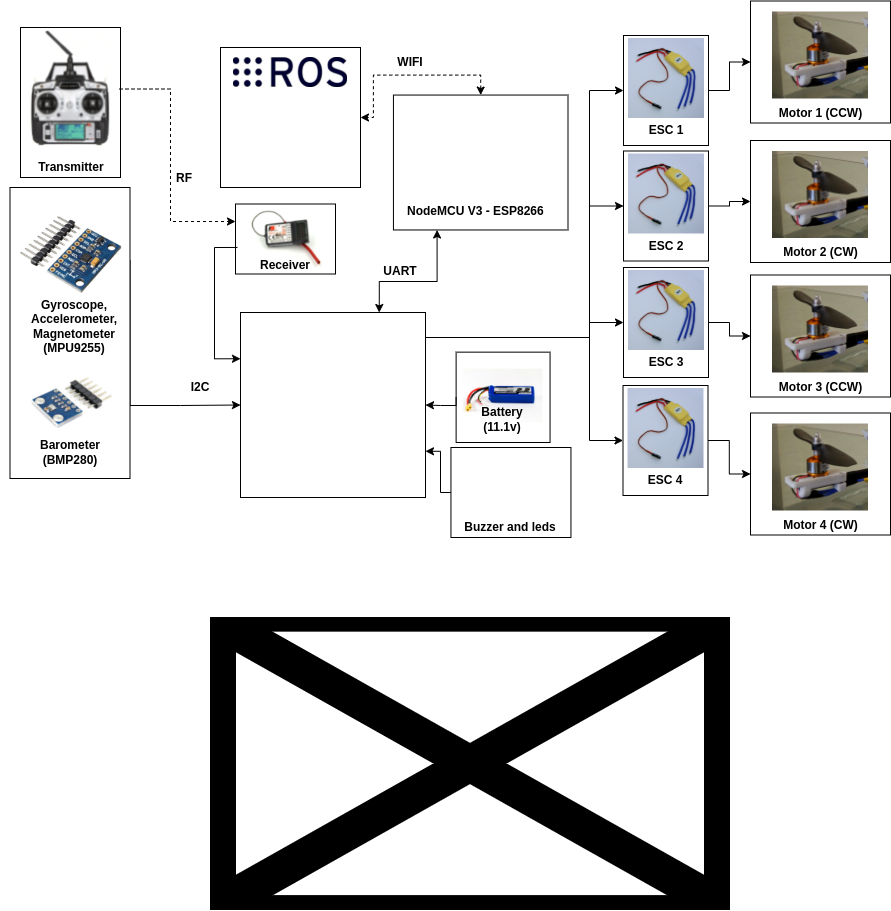 Transmitter
ROS
WIFI
RF
NodeMCU V3 - ESP8266
Receiver
UART
Gyroscope,
Accelerometer,
Magnetometer
(MPU9255)
I2C
Barometer
(BMP280)
Battery
(11.1v)
Buzzer and leds
ESC 1
ESC 2
ESC 3
ESC 4
Motor 1 (CCW)
Motor 2 (CW)
Motor 3 (CCW)
Motor 4 (CW)